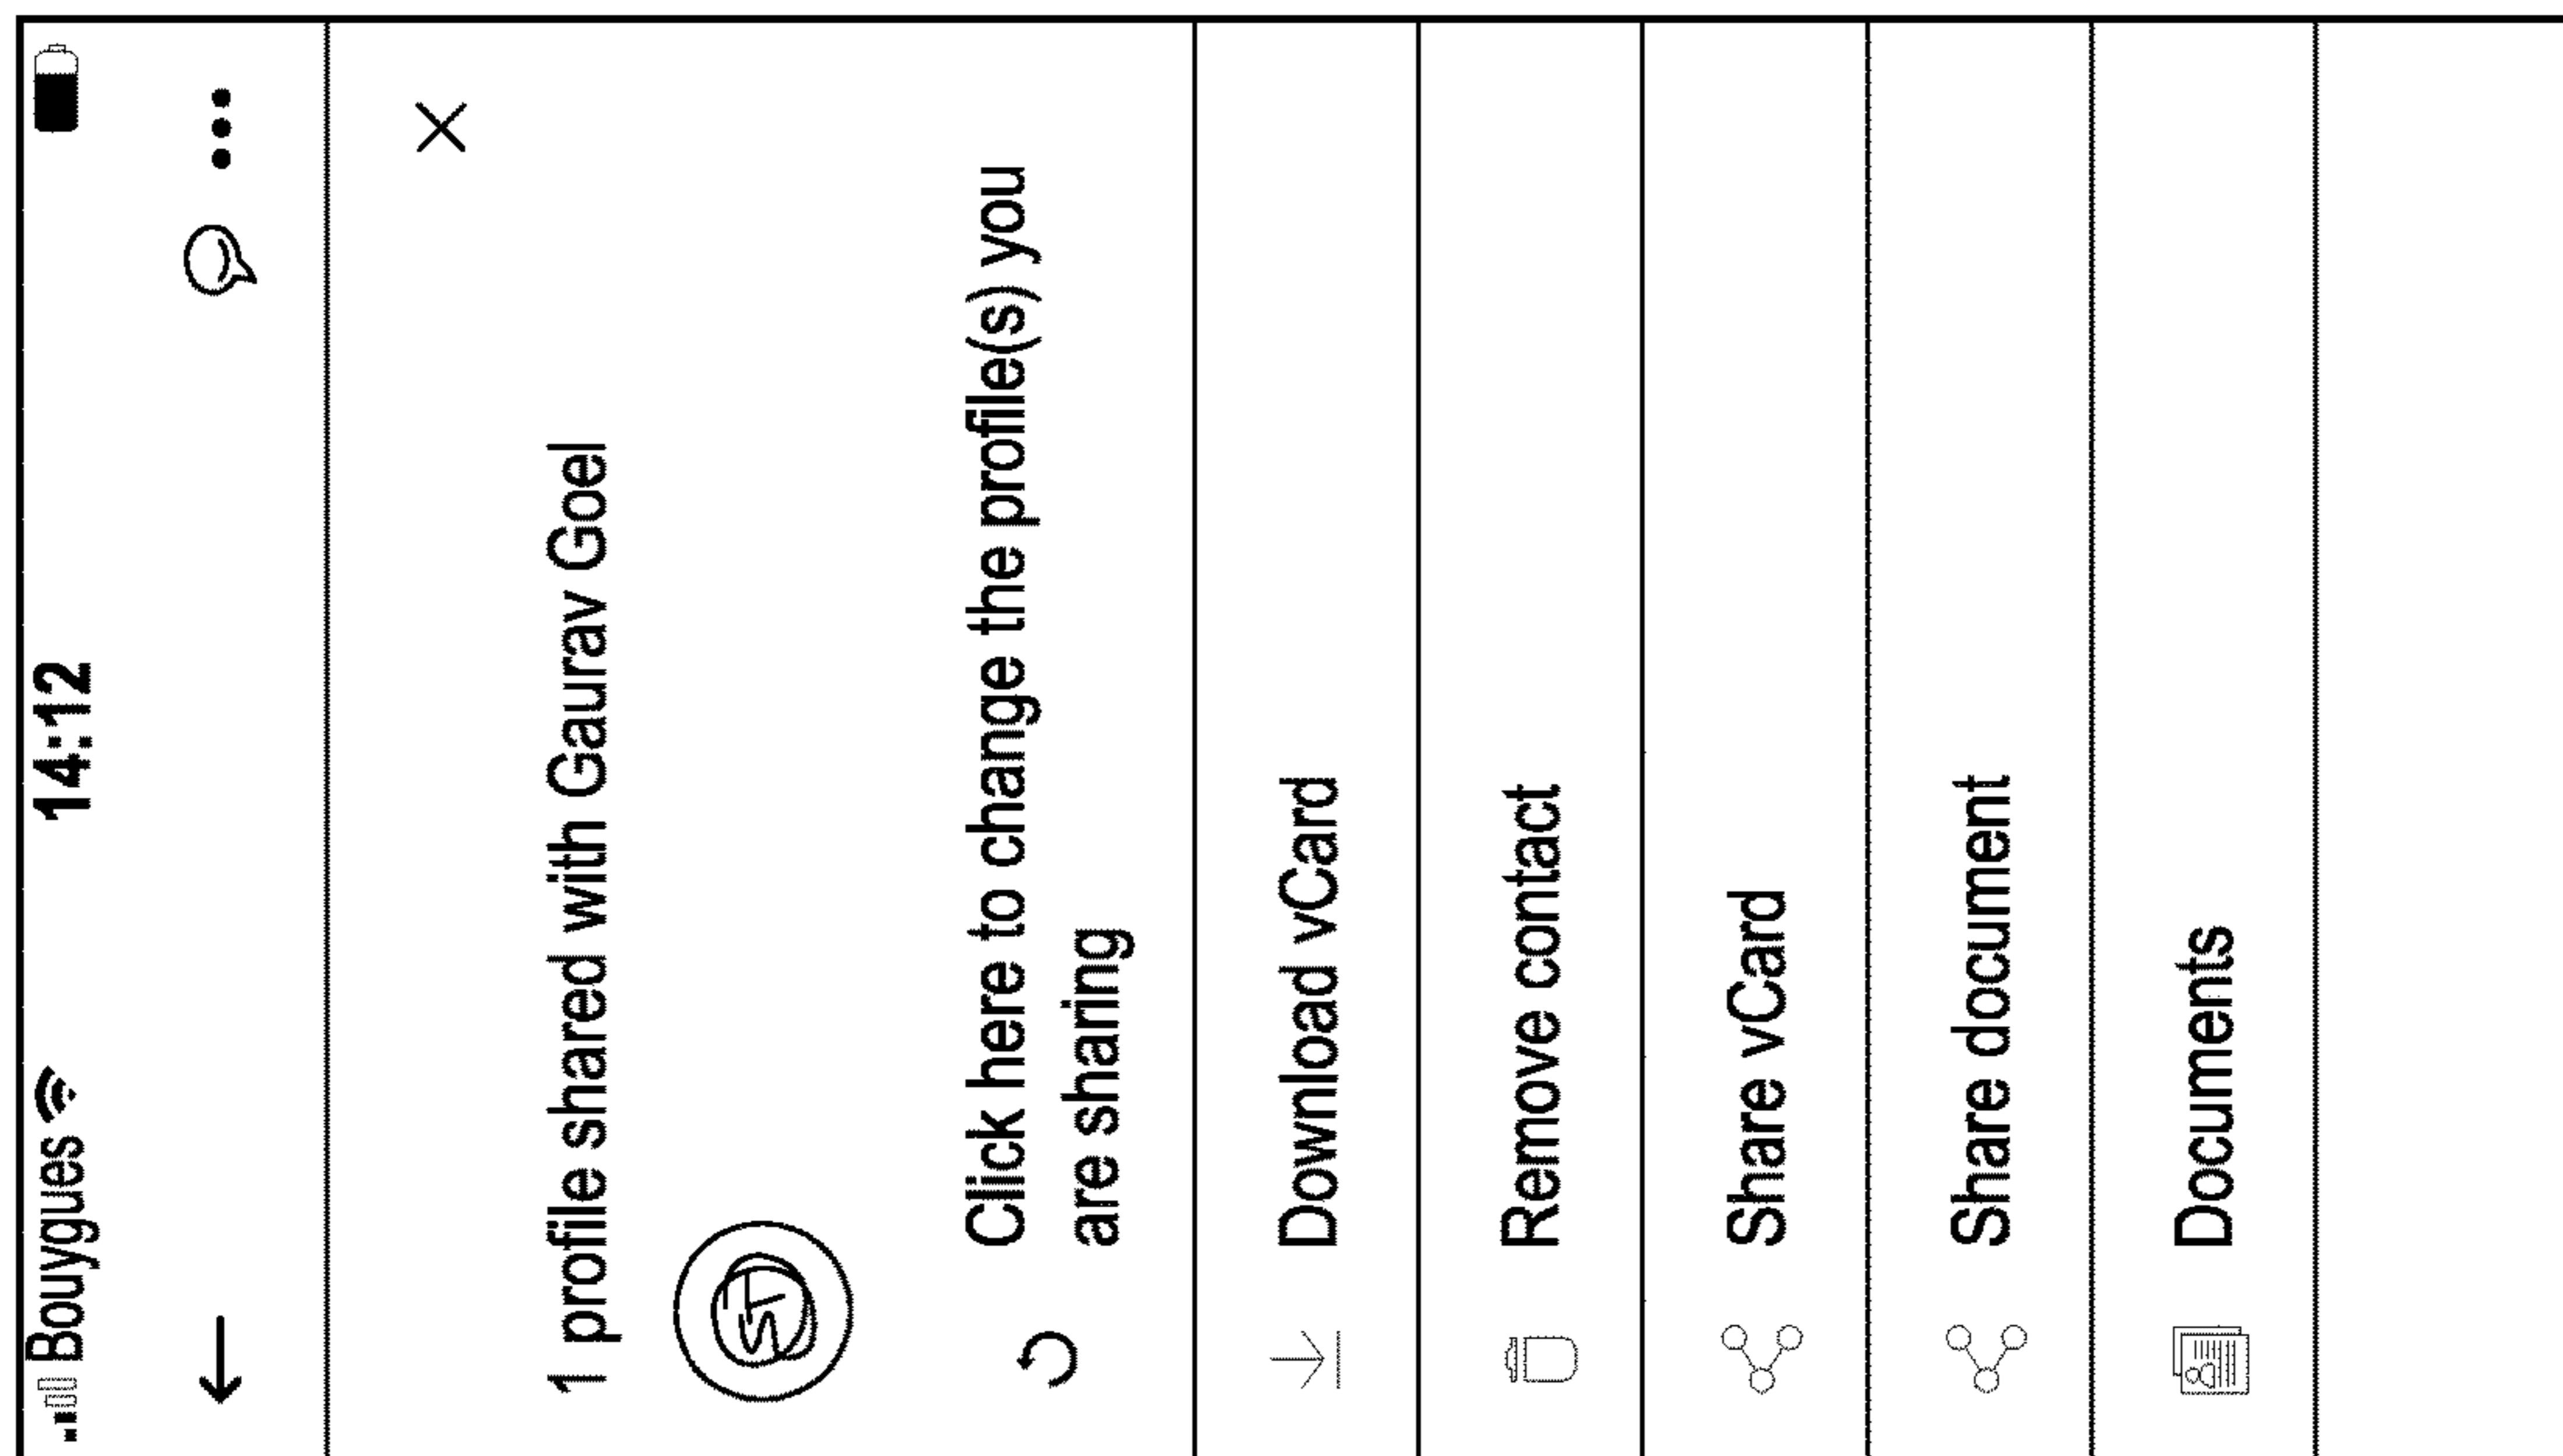 Bouygues 14:12
1 profile shared with Gaurav Goel
ST
Click here to change the profile(s) you
are sharing
Download vCard
Remove contact
Share vCard
Share document
Documents